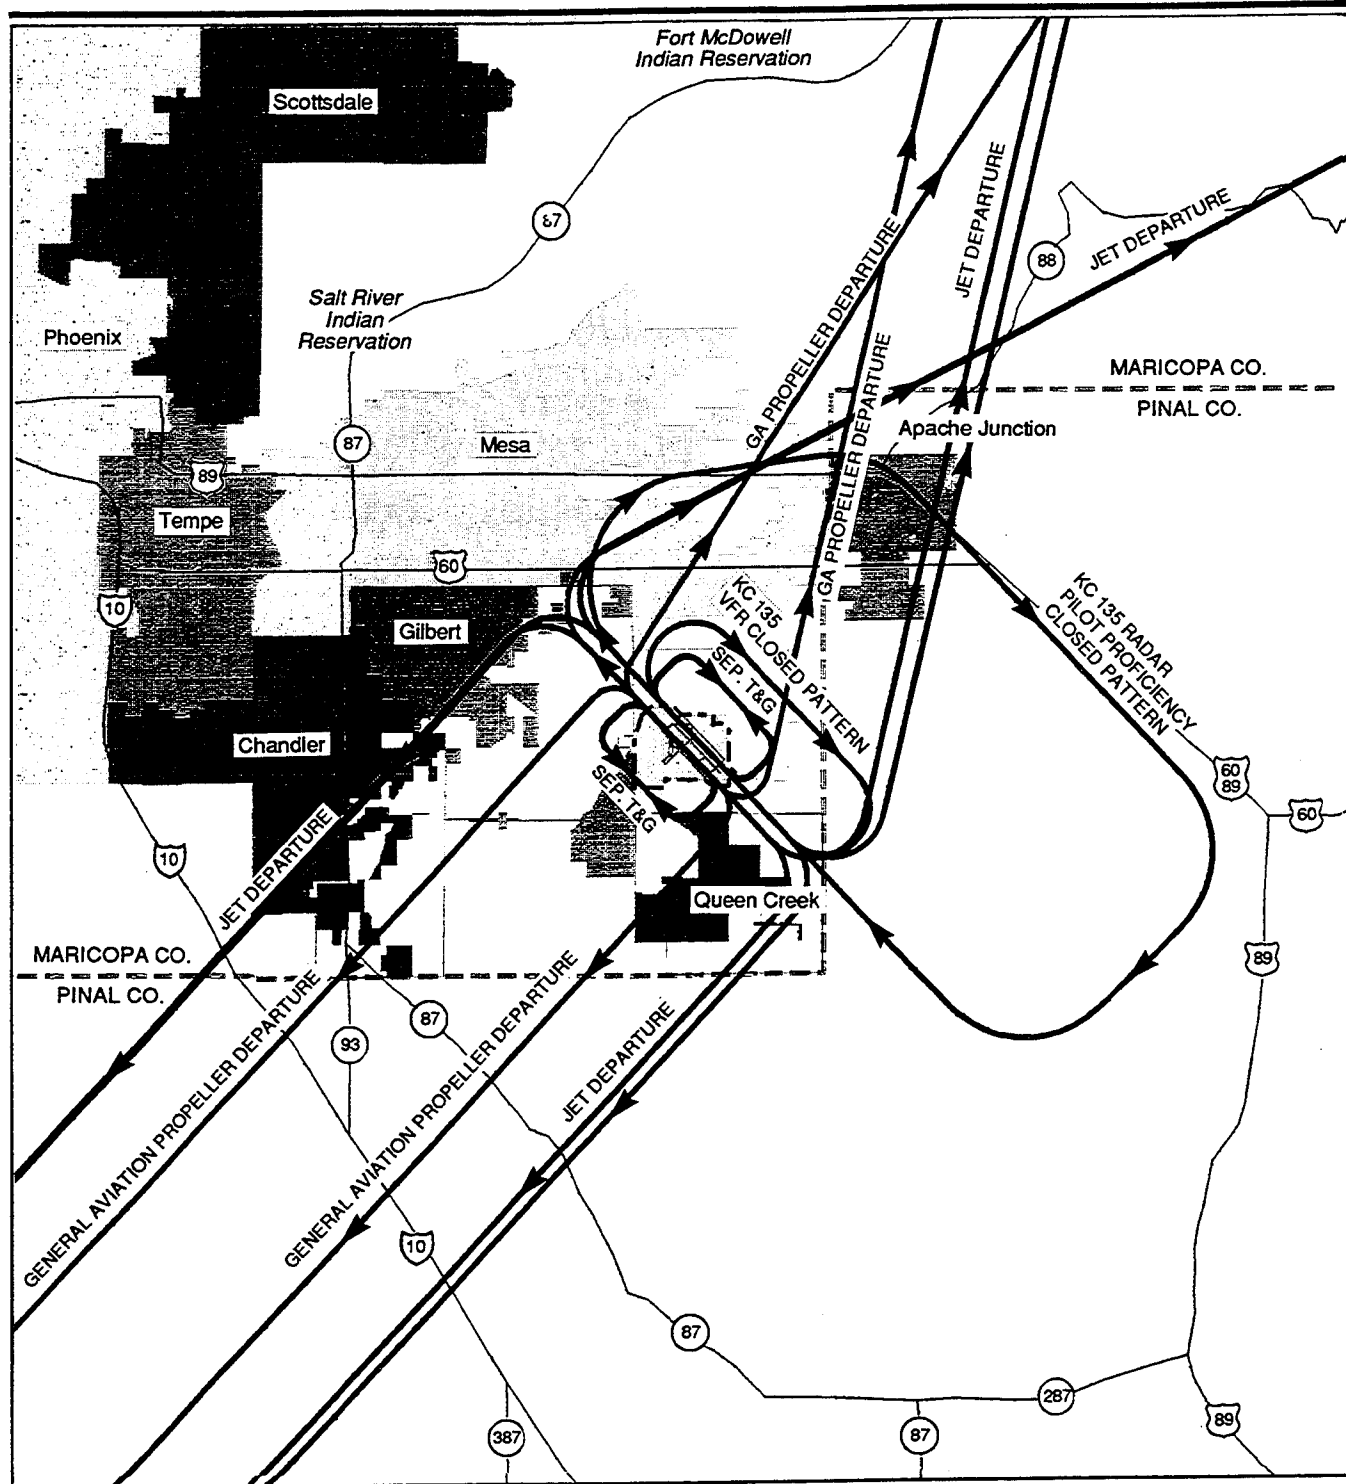 Fort McDowell
Indian Reservation
Scottsdale
87
JET DEPARTURE
JET DEPARTURE
88
GA PROPELLER DEPARTURE
Salt River
Indian
Reservation
Phoenix
GA PROPELLER DEPARTURE
MARICOPA CO.
PINAL CO.
Apache Junction
87
Mesa
89
Tempe
60
10
KC 135
VFR CLOSED PATTERN
KC 135 RADAR
PILOT PROFICIENCY
CLOSED PATTERN
Gilbert
SEP. T&G
Chandler
SEP. T&G
60
89
60
10
JET DEPARTURE
Queen Creek
MARICOPA CO.
PINAL CO.
89
GENERAL AVIATION PROPELLER DEPARTURE
87
93
GENERAL AVIATION PROPELLER DEPARTURE
JET DEPARTURE
10
87
287
89
387
87